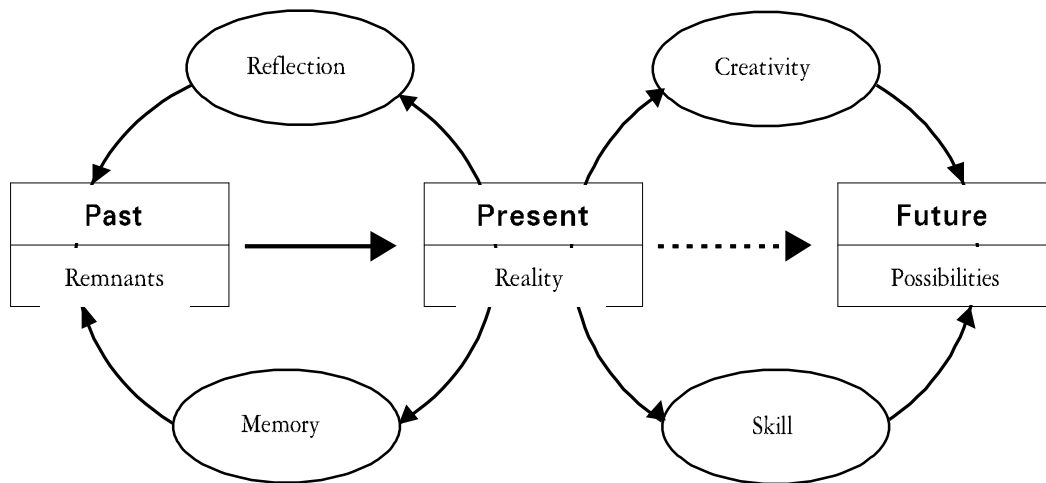 Reflection
Creativity
Past
Present
Future
Remnants
Reality
Possibilities
Memory
Skill